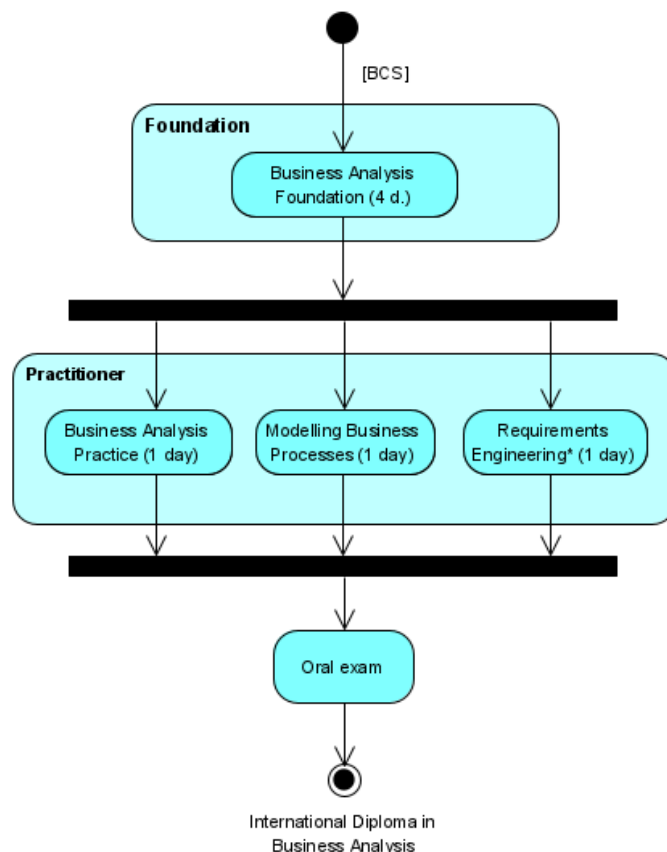 [BCS]
Foundation
Business Analysis
Foundation (4 d.)
Practitioner
Business Analysis
Practice (1 day)
Modelling Business
Processes (1 day)
Requirements
Engineering* (1 day)
Oral exam
International Diploma in
Business Analysis